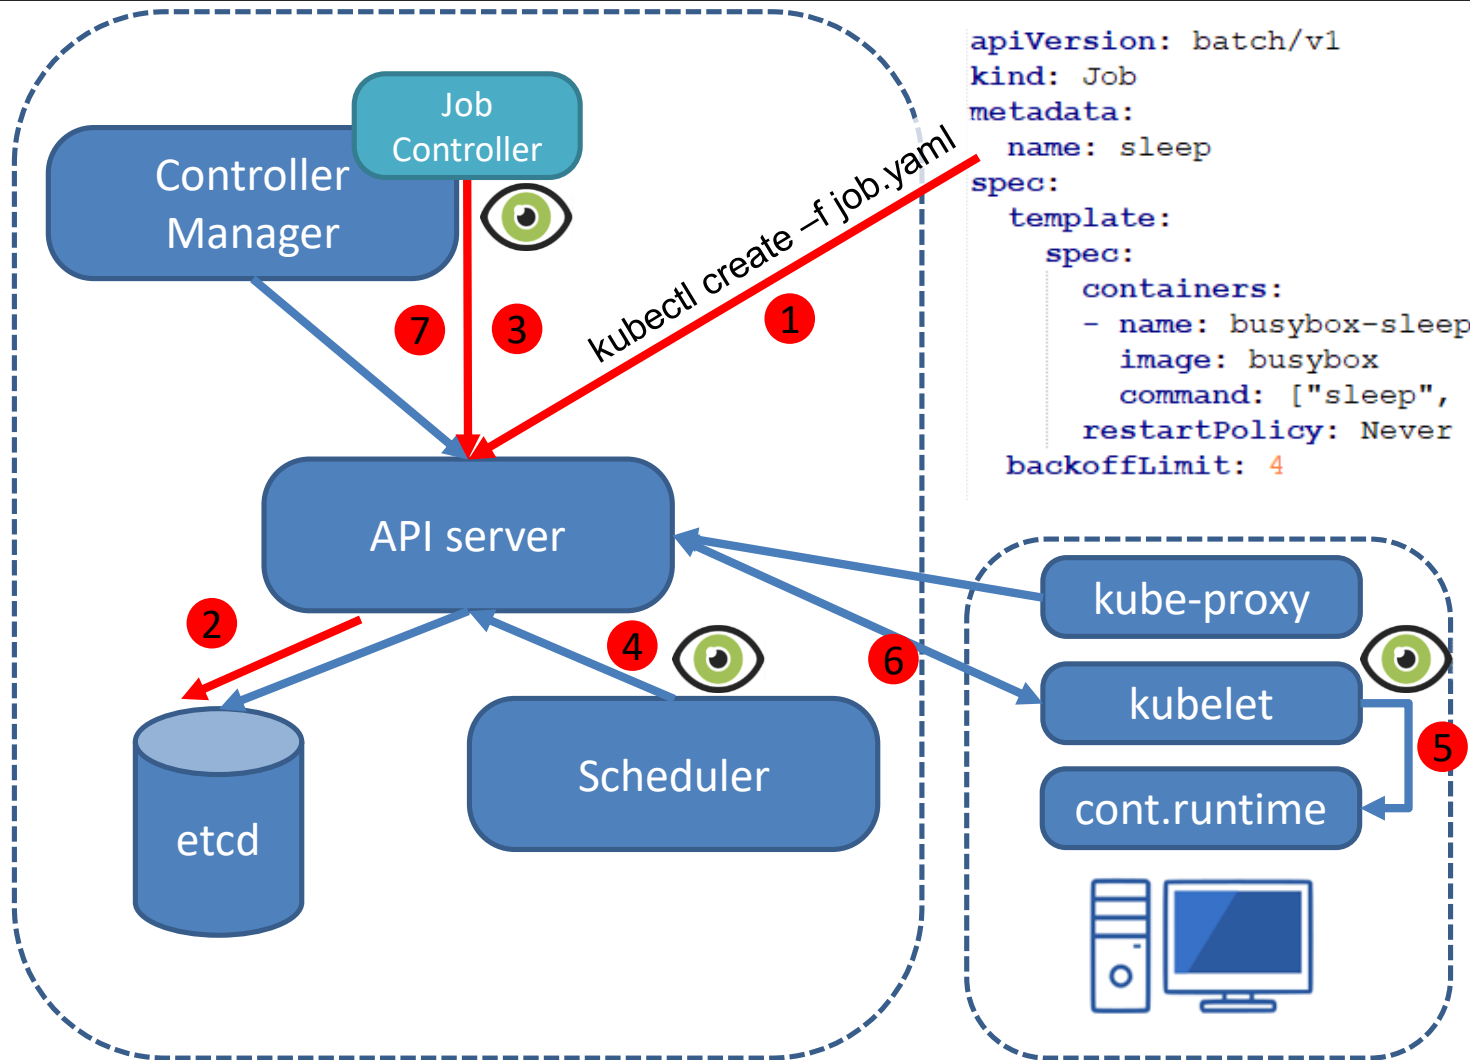 Job
Controller
Controller
Manager
7
3
kubectl create –f job.yaml
1
apiVersion: batch/v1
kind: Job
metadata:
  name: sleep
spec:
  template:
    spec:
      containers:
      - name: busybox-sleep
        image: busybox
        command: ["sleep",
      restartPolicy: Never
  backoffLimit: 4
API server
2
4
6
etcd
Scheduler
kube-proxy
kubelet
5
cont.runtime